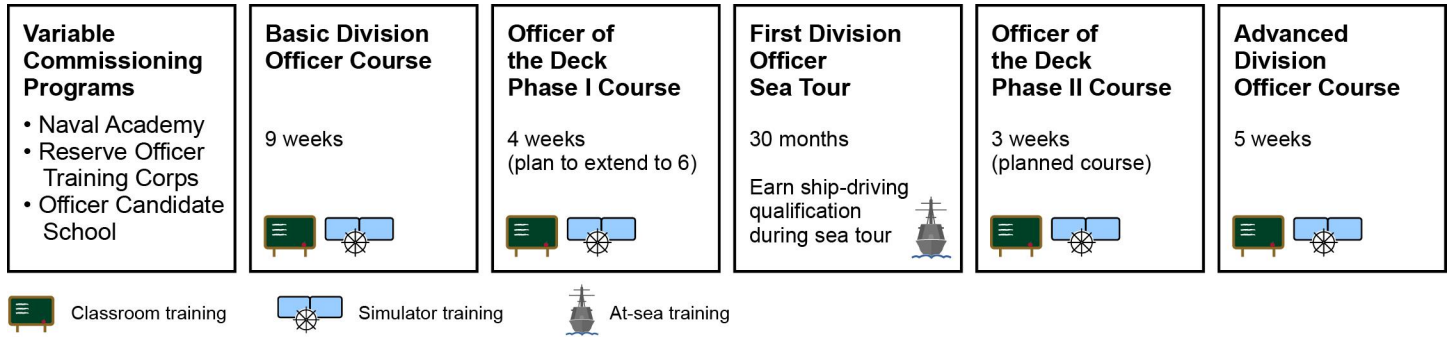 Variable
Commissioning
Programs
• Naval Academy
• Reserve Officer
Training Corps
• Officer Candidate
School
Basic Division
Officer Course
9 weeks
Officer of
the Deck
Phase I Course
4 weeks
(plan to extend to 6)
First Division
Officer
Sea Tour
30 months
Earn ship-driving
qualification
during sea tour
Officer of
the Deck
Phase II Course
3 weeks
(planned course)
Advanced
Division
Officer Course
5 weeks
Classroom training
Simulator training
At-sea training